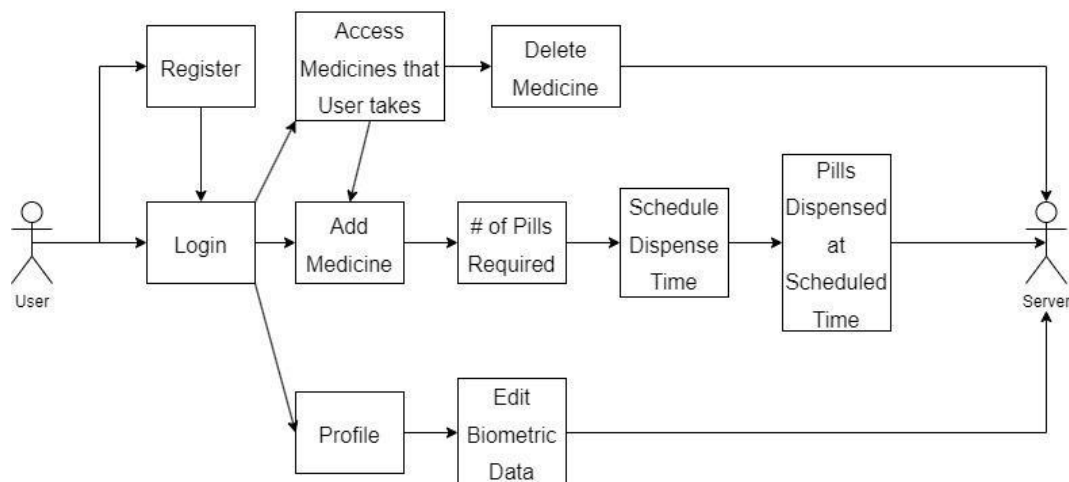 Register
Access
Medicines that
User takes
Delete
Medicine
User
Login
Add
Medicine
# of Pills
Required
Schedule
Dispense
Time
Pills
Dispensed
at
Scheduled
Time
Server
Profile
Edit
Biometric
Data